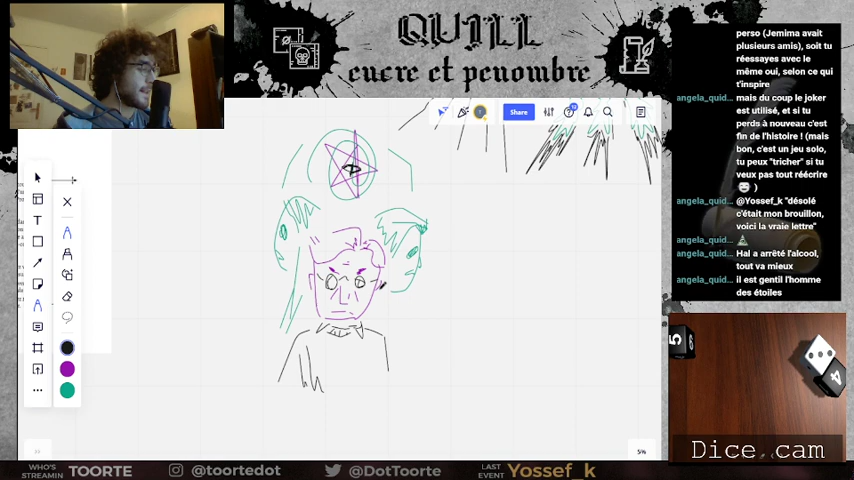 QUILL
encre et penombre
Share
perso (Jemima avait
plusieurs amis), soit tu
réessayes avec le
même oui, selon ce qui
t'inspire
angela_quid... mais du coup le joker
est utilisé, et si tu
perds à nouveau c'est
fin de l'histoire ! (mais
bon, c'est un jeu solo,
tu peux "tricher" si tu
veux pas tout réécrire
)
angela_quid... @Yossef_k "désolé
c'était mon brouillon,
voici la vraie lettre"
angela_quid...
angela_quid... Hal a arrêté l'alcool,
tout va mieux
angela_quid... il est gentil l'homme
des étoiles
T
5%
5
4
Dice.cam
WHO'S
STREAMIN
TOORTE
@toortedot
@DotToorte
LAST
EVENT
Yossef_k